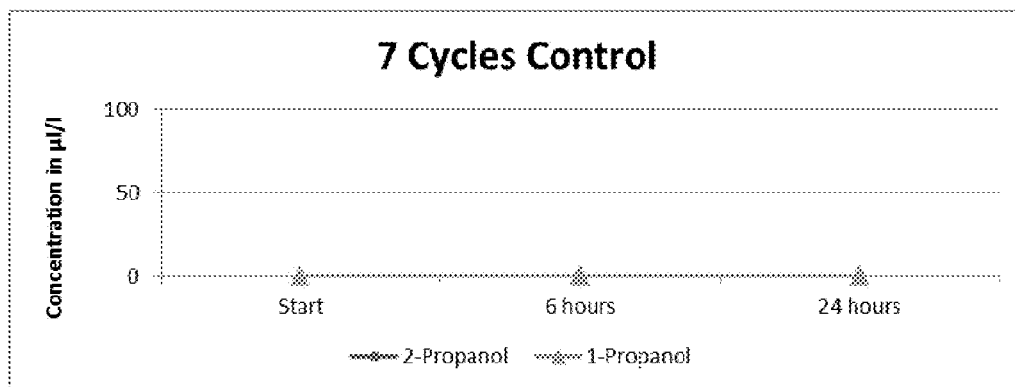 7 Cycles Control
Concentration in µl/l
100
50
0
Start 6 hours 24 hours
2-Propanol 1-Propanol